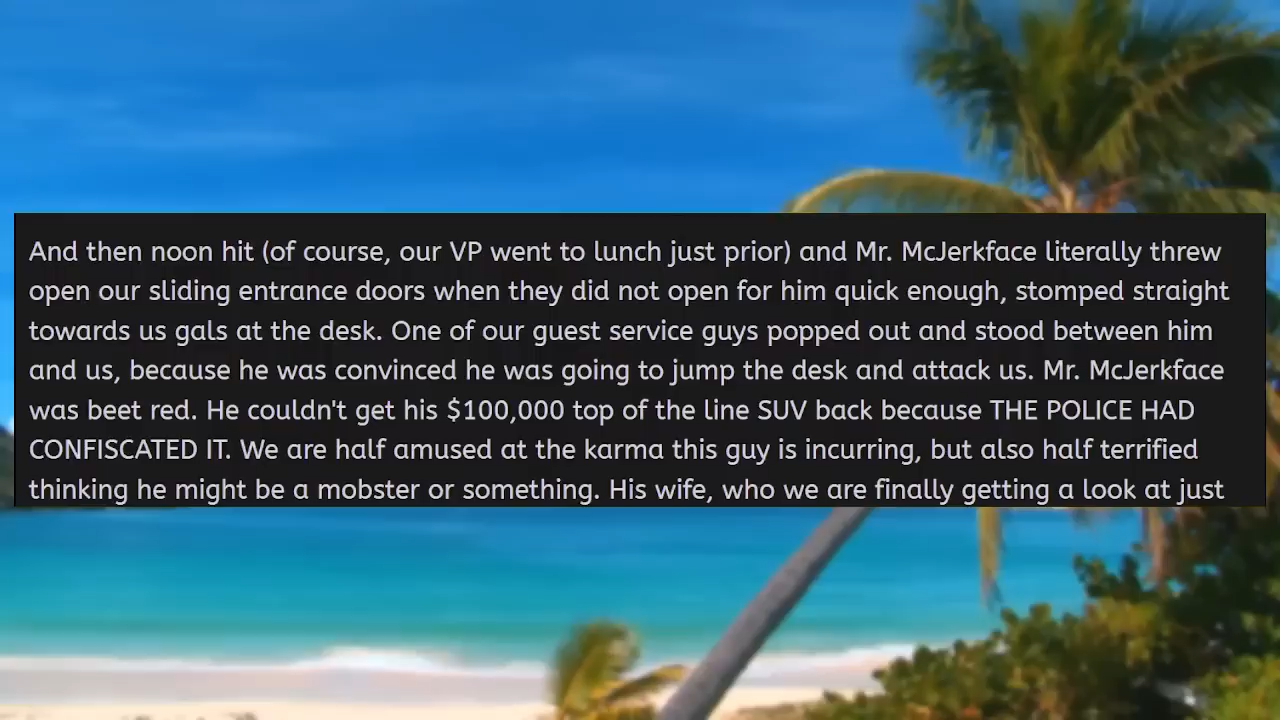 And then noon hit (of course, our VP went to lunch just prior) and Mr. McJerkface literally threw
open our sliding entrance doors when they did not open for him quick enough, stomped straight
towards us gals at the desk. One of our guest service guys popped out and stood between him
and us, because he was convinced he was going to jump the desk and attack us. Mr. McJerkface
was beet red. He couldn't get his $100,000 top of the line SUV back because THE POLICE HAD
CONFISCATED IT. We are half amused at the karma this guy is incurring, but also half terrified
thinking he might be a mobster or something. His wife, who we are finally getting a look at just